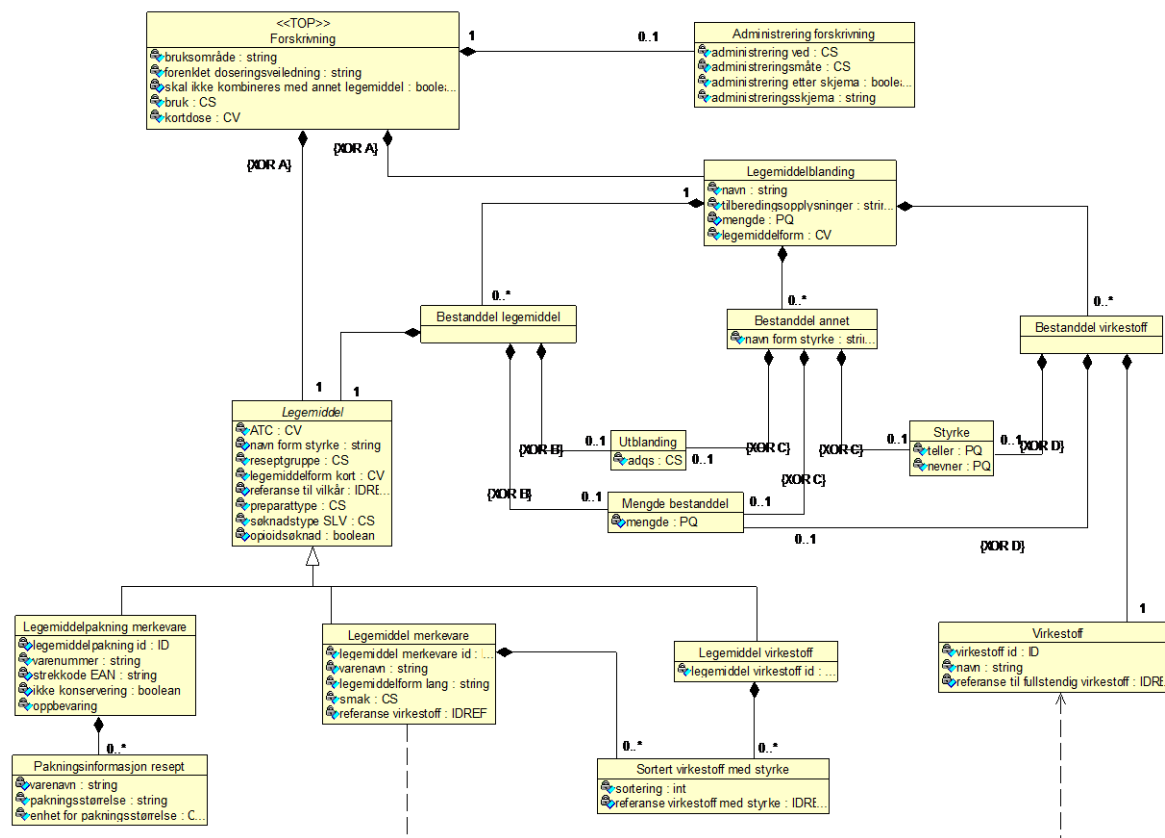 <<TOP>>
Forskrivning
bruksområde : string
forenklet doseringsveiledning : string
skal ikke kombineres med annet legemiddel : boolea...
bruk : CS
kortdose : CV
1
0..1
Administrering forskrivning
administrering ved : CS
administreringsmåte : CS
administrering etter skjema : boolea...
administreringsskjema : string
{XOR A}
{XOR A}
Legemiddelblanding
navn : string
tilberedingsopplysninger : strin...
mengde : PQ
legemiddelform : CV
1
0..*
0..*
0..*
Bestanddel legemiddel
Bestanddel annet
navn form styrke : strin...
Bestanddel virkestoff
1
1
Legemiddel
ATC : CV
navn form styrke : string
reseptgruppe : CS
legemiddelform kort : CV
referanse til vilkår : IDRE...
preparattype : CS
søknadstype SLV : CS
opioidsøknad : boolean
{XOR B}
0..1
Utblanding
adqs : CS
0..1
{XOR C}
{XOR C}
0..1
Styrke
teller : PQ
nevner : PQ
0..1
{XOR D}
{XOR B}
0..1
Mengde bestanddel
mengde : PQ
0..1
{XOR C}
0..1
{XOR D}
1
Legemiddelpakning merkevare
legemiddelpakning id : ID
varenummer : string
strekkode EAN : string
ikke konservering : boolean
oppbevaring
Legemiddel merkevare
legemiddel merkevare id : ...
varenavn : string
legemiddelform lang : string
smak : CS
referanse virkestoff : IDREF
Legemiddel virkestoff
legemiddel virkestoff id : ...
Virkestoff
virkestoff id : ID
navn : string
referanse til fullstendig virkestoff : IDRE...
0..*
0..*
0..*
Pakningsinformasjon resept
varenavn : string
pakningsstørrelse : string
enhet for pakningsstørrelse : C...
Sortert virkestoff med styrke
sortering : int
referanse virkestoff med styrke : IDRE...